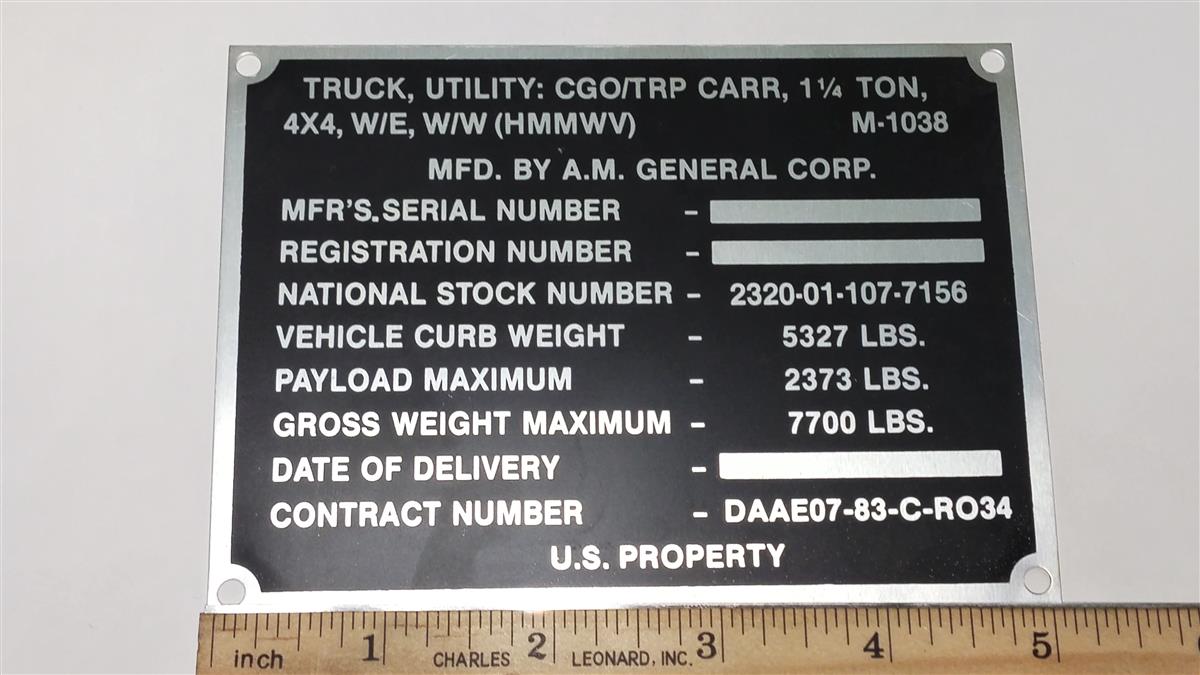 TRUCK, UTILITY: CGO/TRP CARR, 1¼ TON,
4X4, W/E, W/W (HMMWV) M-1038
MFD. BY A.M. GENERAL CORP.
MFR'S. SERIAL NUMBER -
REGISTRATION NUMBER -
NATIONAL STOCK NUMBER - 2320-01-107-7156
VEHICLE CURB WEIGHT - 5327 LBS.
PAYLOAD MAXIMUM - 2373 LBS.
GROSS WEIGHT MAXIMUM - 7700 LBS.
DATE OF DELIVERY -
CONTRACT NUMBER - DAAE07-83-C-RO34
U.S. PROPERTY
inch 1 CHARLES 2 LEONARD, INC. 3 4 5